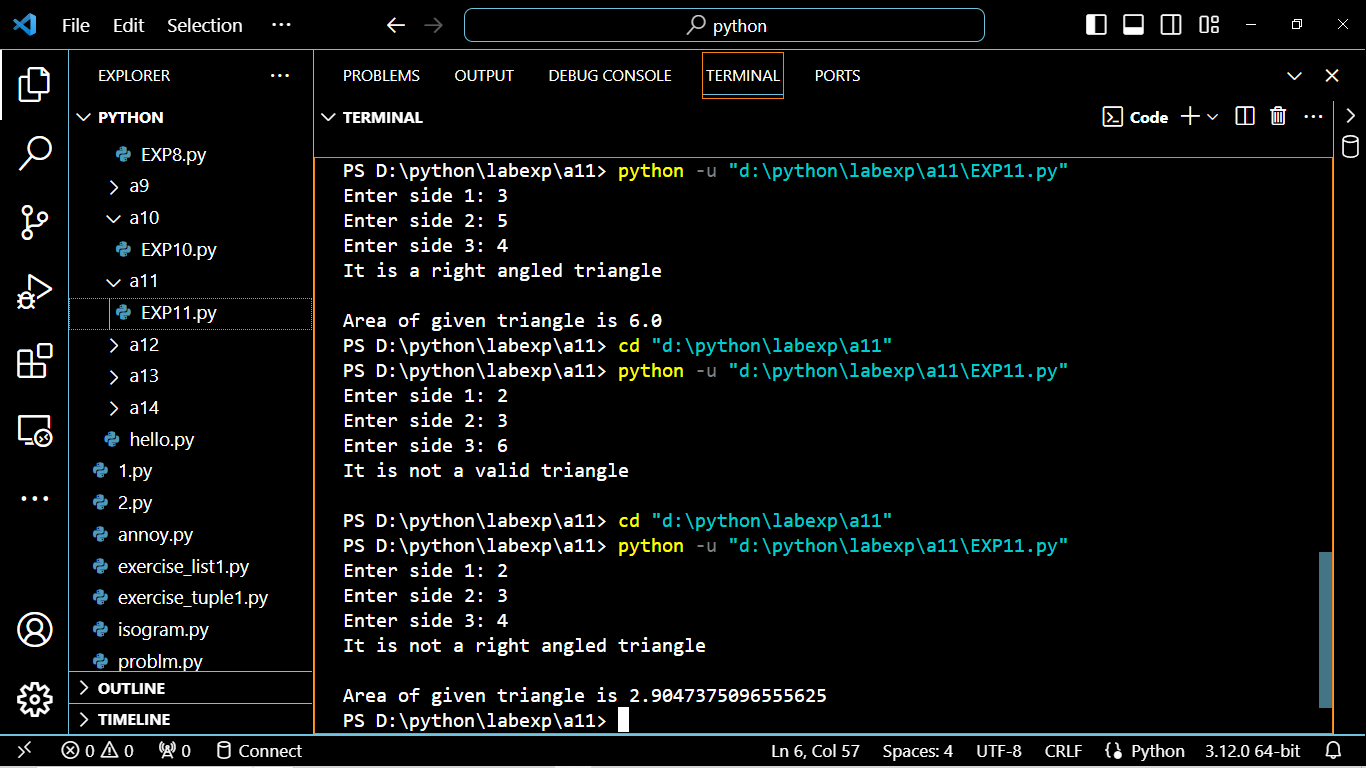 File Edit Selection ···
python
EXPLORER ···
PYTHON
EXP8.py
a9
a10
EXP10.py
a11
EXP11.py
a12
a13
a14
hello.py
1.py
2.py
annoy.py
exercise_list1.py
exercise_tuple1.py
isogram.py
problm.py
OUTLINE
TIMELINE
PROBLEMS OUTPUT DEBUG CONSOLE TERMINAL PORTS
TERMINAL
Code
PS D:\python\labexp\a11> python -u "d:\python\labexp\a11\EXP11.py"
Enter side 1: 3
Enter side 2: 5
Enter side 3: 4
It is a right angled triangle
Area of given triangle is 6.0
PS D:\python\labexp\a11> cd "d:\python\labexp\a11"
PS D:\python\labexp\a11> python -u "d:\python\labexp\a11\EXP11.py"
Enter side 1: 2
Enter side 2: 3
Enter side 3: 6
It is not a valid triangle
PS D:\python\labexp\a11> cd "d:\python\labexp\a11"
PS D:\python\labexp\a11> python -u "d:\python\labexp\a11\EXP11.py"
Enter side 1: 2
Enter side 2: 3
Enter side 3: 4
It is not a right angled triangle
Area of given triangle is 2.9047375096555625
PS D:\python\labexp\a11>
0 0 0 Connect Ln 6, Col 57 Spaces: 4 UTF-8 CRLF Python 3.12.0 64-bit